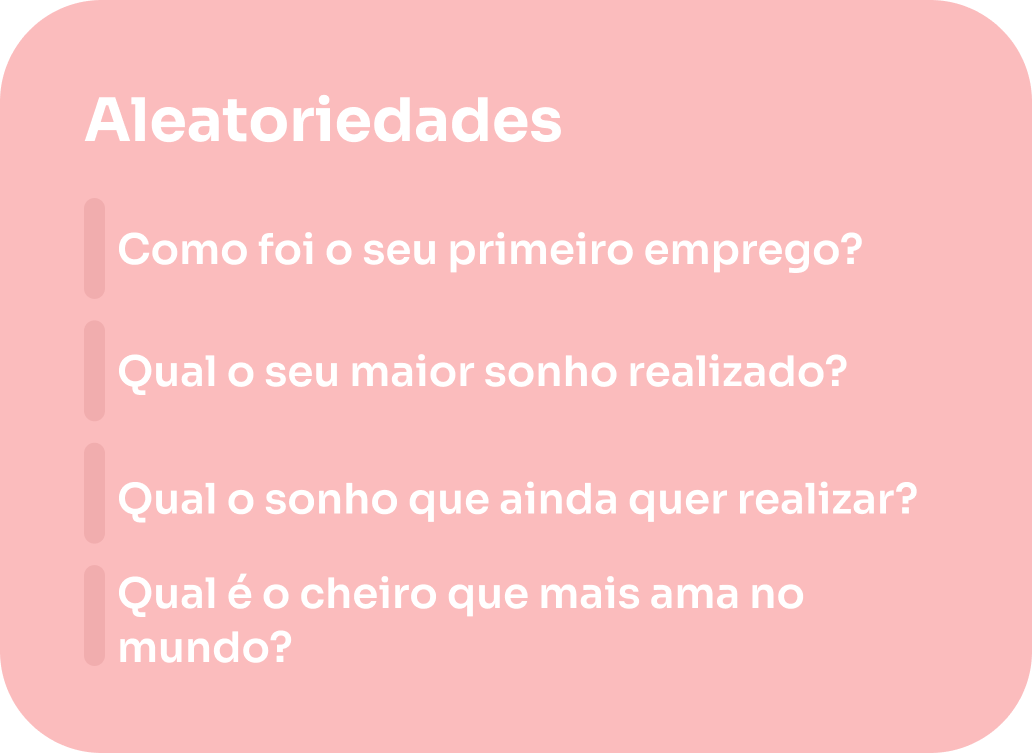 Aleatoriedades
Como foi o seu primeiro emprego?
Qual o seu maior sonho realizado?
Qual o sonho que ainda quer realizar?
Qual é o cheiro que mais ama no
mundo?